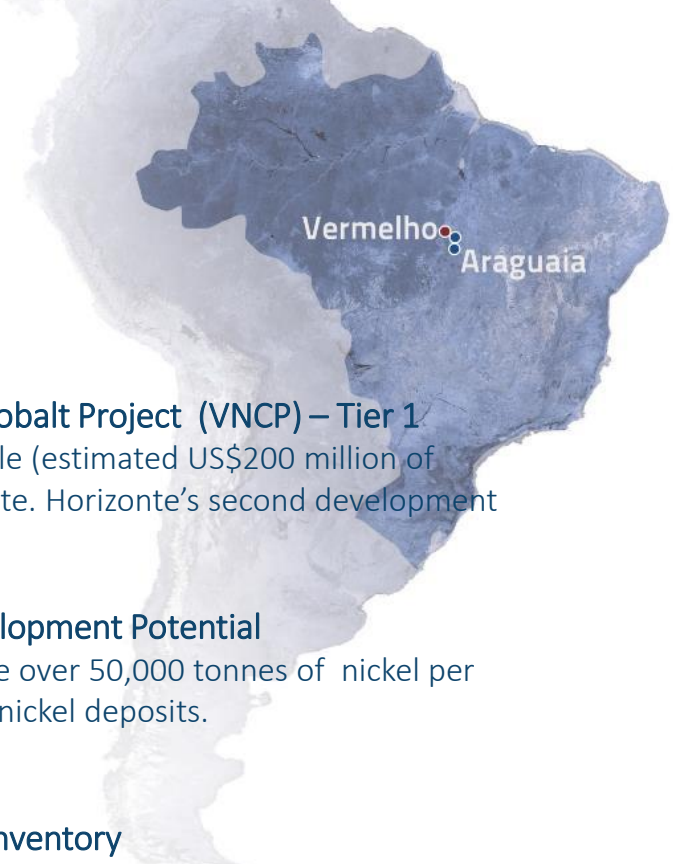 Vermelho
Araguaia
obalt Project (VNCP) – Tier 1
le (estimated US$200 million of
te. Horizonte’s second development
lopment Potential
e over 50,000 tonnes of nickel per
nickel deposits.
nventory